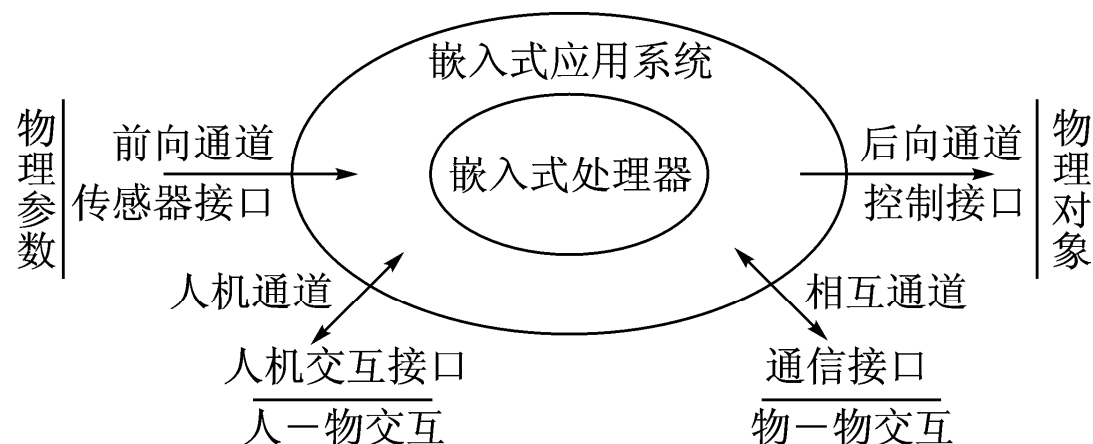 嵌入式应用系统
嵌入式处理器
物理参数
前向通道
传感器接口
后向通道
控制接口
物理对象
人机通道
人机交互接口
人－物交互
相互通道
通信接口
物－物交互